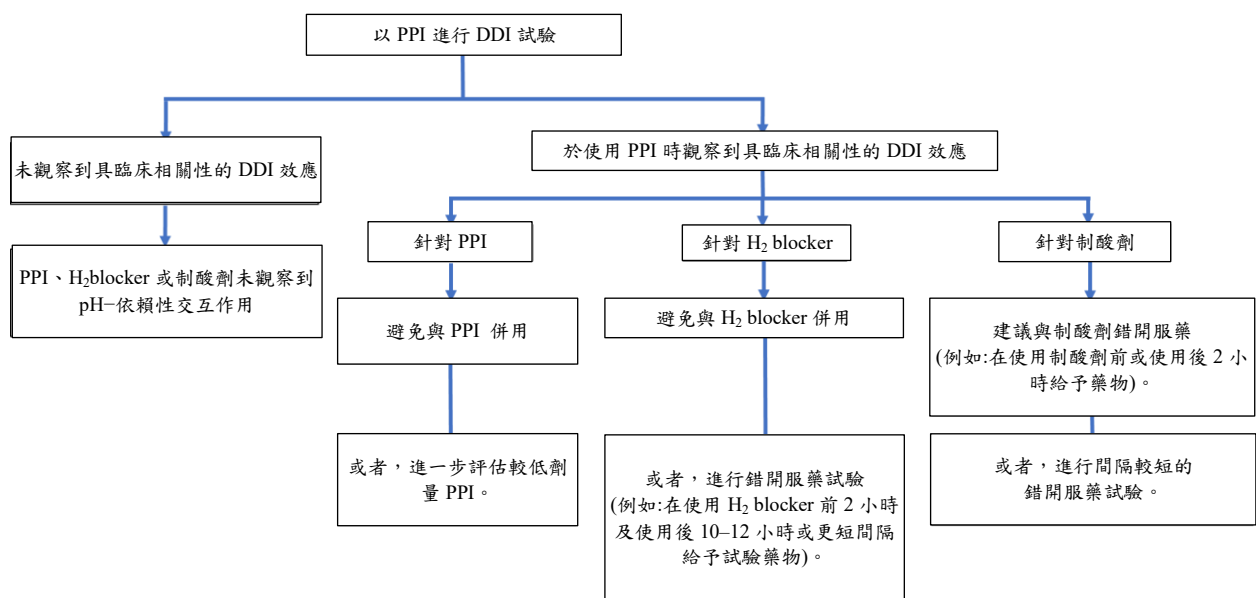 以 PPI 進行 DDI 試驗
未觀察到具臨床相關性的 DDI 效應
於使用 PPI 時觀察到具臨床相關性的 DDI 效應
PPI、H₂blocker 或制酸劑未觀察到
pH−依賴性交互作用
針對 PPI
針對 H₂ blocker
針對制酸劑
避免與 PPI 併用
避免與 H₂ blocker 併用
建議與制酸劑錯開服藥
(例如:在使用制酸劑前或使用後 2 小
時給予藥物)。
或者，進一步評估較低劑
量 PPI。
或者，進行錯開服藥試驗
(例如:在使用 H₂ blocker 前 2 小時
及使用後 10–12 小時或更短間隔
給予試驗藥物)。
或者，進行間隔較短的
錯開服藥試驗。